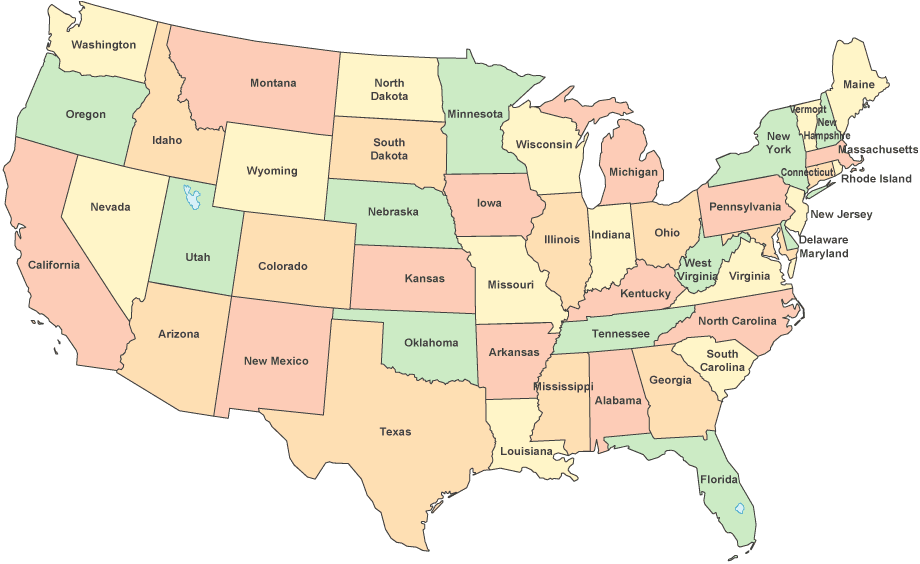 Washington
Oregon
California
Nevada
Idaho
Montana
Wyoming
Utah
Colorado
Arizona
New Mexico
North
Dakota
South
Dakota
Nebraska
Kansas
Oklahoma
Texas
Minnesota
Iowa
Missouri
Arkansas
Louisiana
Wisconsin
Illinois
Michigan
Indiana
Ohio
Kentucky
Tennessee
Mississippi
Alabama
Georgia
Florida
South
Carolina
North Carolina
Virginia
West
Virginia
Pennsylvania
New
York
Vermont
New
Hampshire
Maine
Massachusetts
Connecticut
Rhode Island
New Jersey
Delaware
Maryland